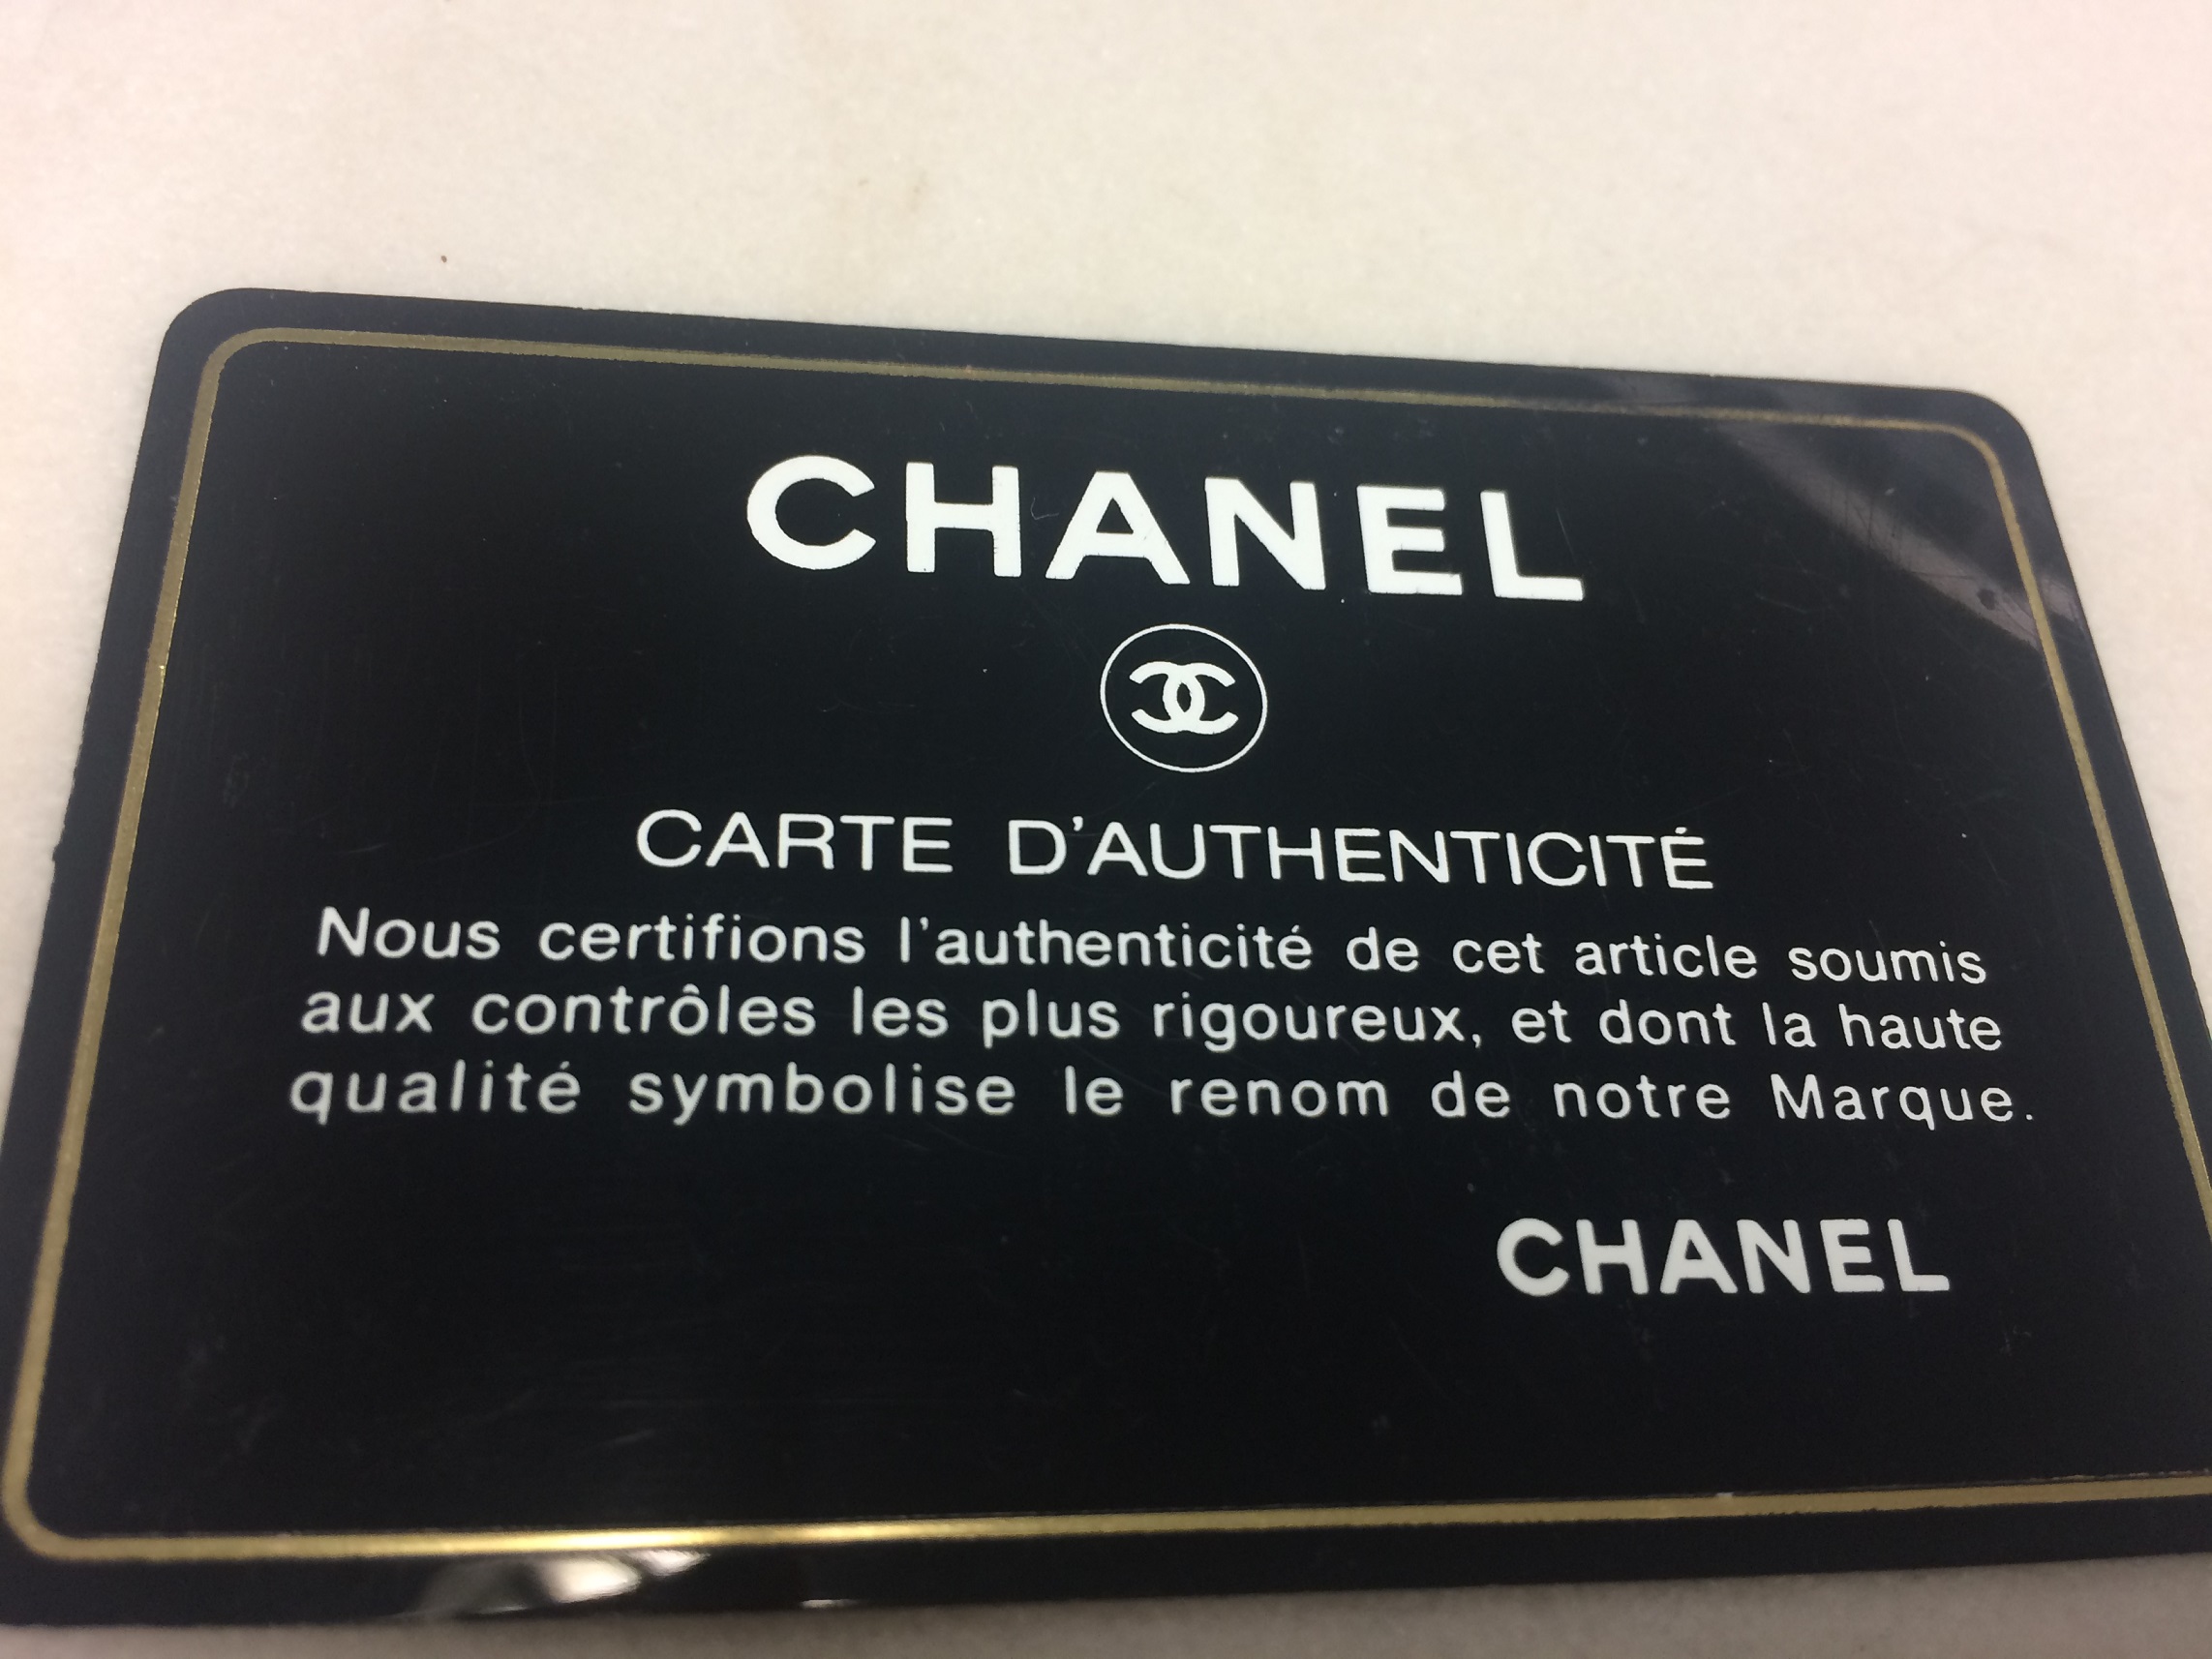 CHANEL
CARTE D'AUTHENTICITÉ
Nous certifions l'authenticité de cet article soumis
aux contrôles les plus rigoureux, et dont la haute
qualité symbolise le renom de notre Marque.
CHANEL